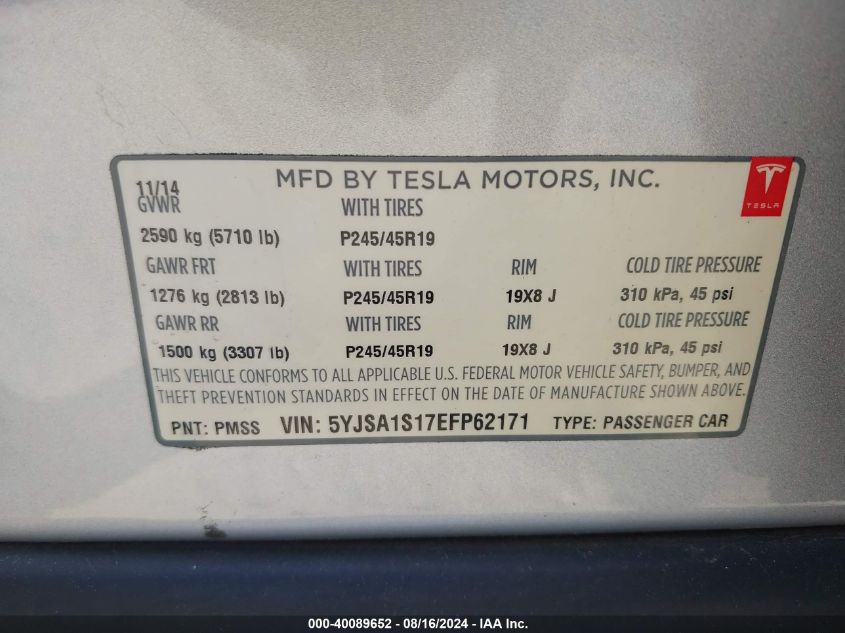 MFD BY TESLA MOTORS, INC.
TESLA
11/14
GVWR WITH TIRES
2590 kg (5710 lb) P245/45R19
GAWR FRT WITH TIRES RIM COLD TIRE PRESSURE
1276 kg (2813 lb) P245/45R19 19X8 J 310 kPa, 45 psi
GAWR RR WITH TIRES RIM COLD TIRE PRESSURE
1500 kg (3307 lb) P245/45R19 19X8 J 310 kPa, 45 psi
THIS VEHICLE CONFORMS TO ALL APPLICABLE U.S. FEDERAL MOTOR VEHICLE SAFETY, BUMPER, AND
THEFT PREVENTION STANDARDS IN EFFECT ON THE DATE OF MANUFACTURE SHOWN ABOVE.
PNT: PMSS VIN: 5YJSA1S17EFP62171 TYPE: PASSENGER CAR
000-40089652 - 08/16/2024 - IAA Inc.